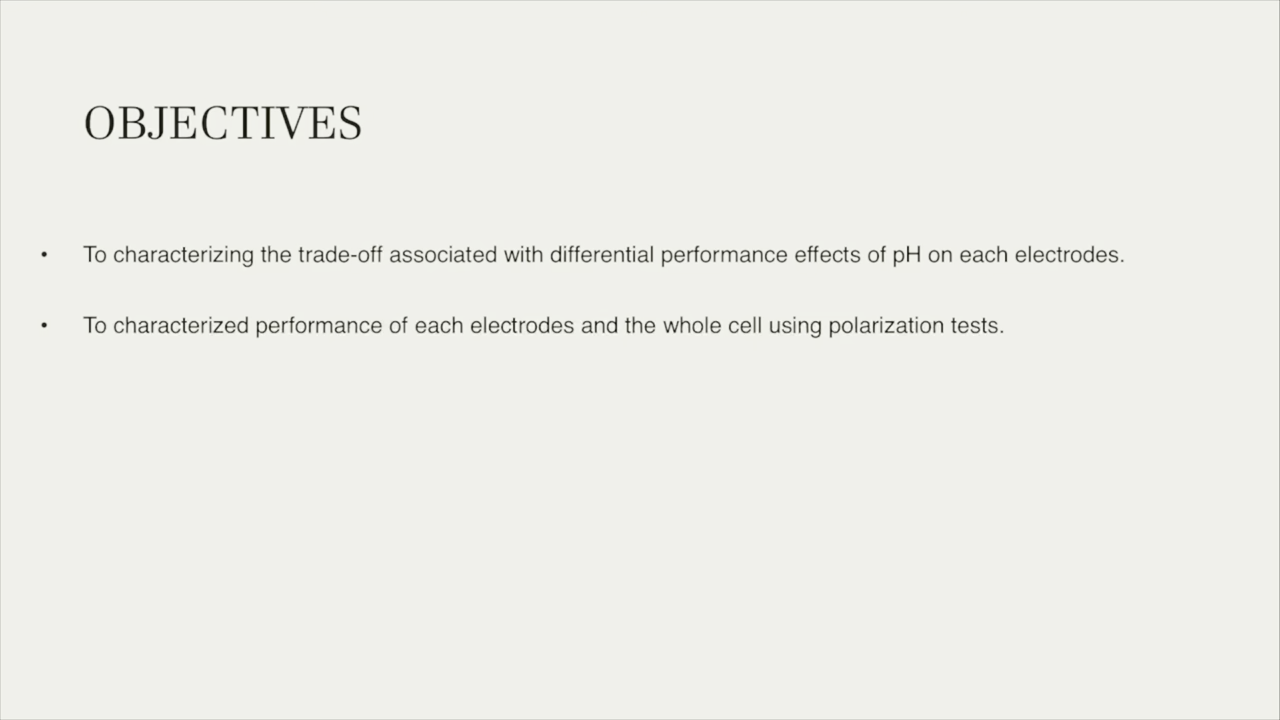 OBJECTIVES
• To characterizing the trade-off associated with differential performance effects of pH on each electrodes.
• To characterized performance of each electrodes and the whole cell using polarization tests.